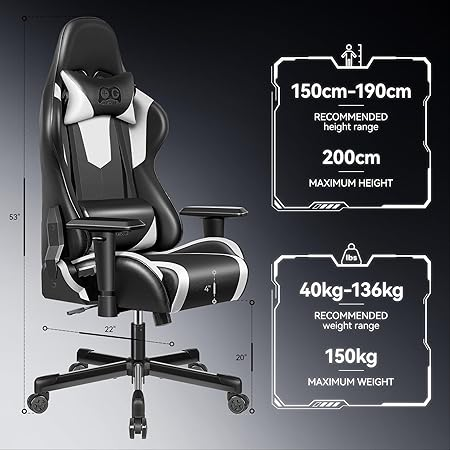 53"
4"
22"
20"
150cm-190cm
RECOMMENDED
height range
200cm
MAXIMUM HEIGHT
lbs
40kg-136kg
RECOMMENDED
weight range
150kg
MAXIMUM WEIGHT